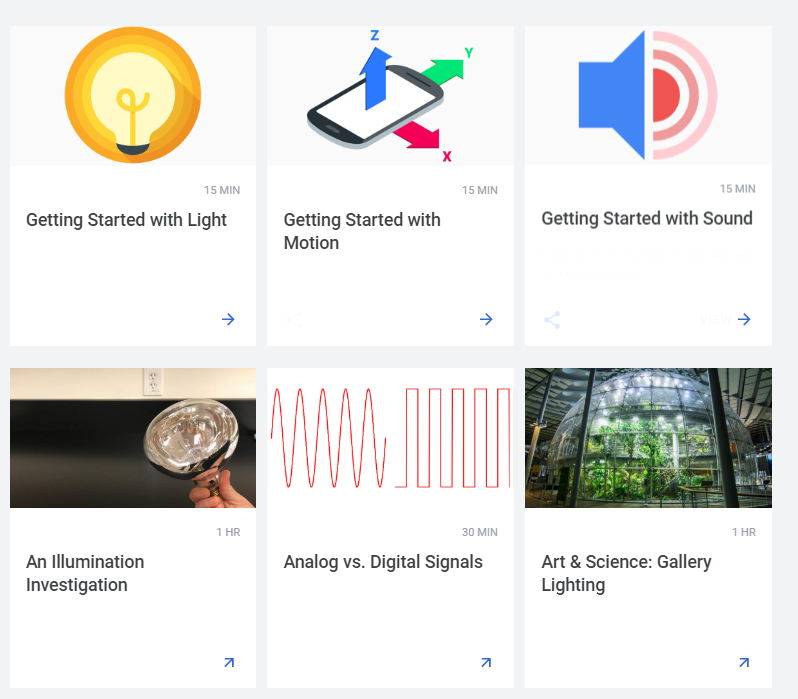 Z
Y
X
15 MIN
Getting Started with Light
15 MIN
Getting Started with
Motion
15 MIN
Getting Started with Sound
VIEW
1 HR
An Illumination
Investigation
30 MIN
Analog vs. Digital Signals
1 HR
Art & Science: Gallery
Lighting